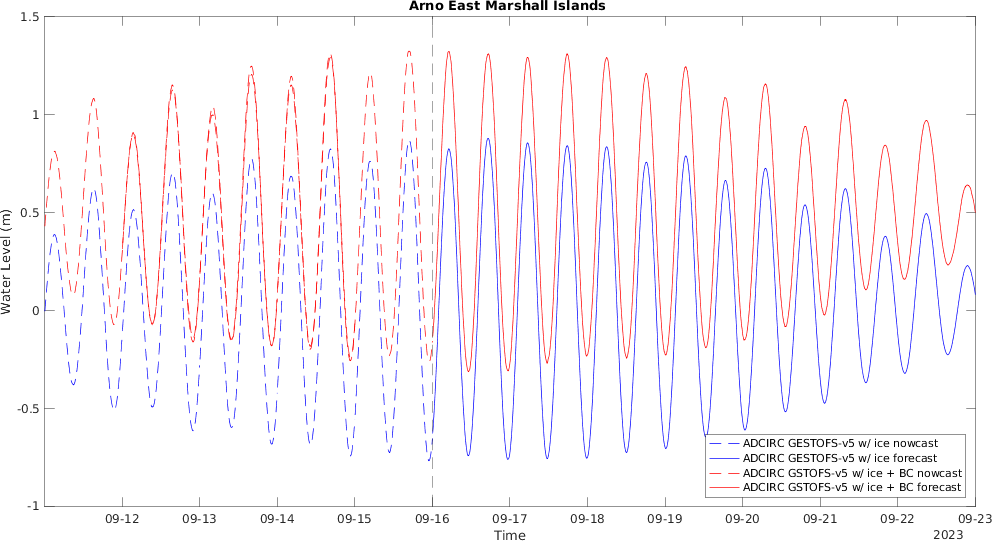 Arno East Marshall Islands
1.5
1
0.5
0
-0.5
-1
Water Level (m)
ADCIRC GESTOFS-v5 w/ ice nowcast
ADCIRC GESTOFS-v5 w/ ice forecast
ADCIRC GSTOFS-v5 w/ ice + BC nowcast
ADCIRC GSTOFS-v5 w/ ice + BC forecast
09-12 09-13 09-14 09-15 09-16 09-17 09-18 09-19 09-20 09-21 09-22 09-23
Time
2023